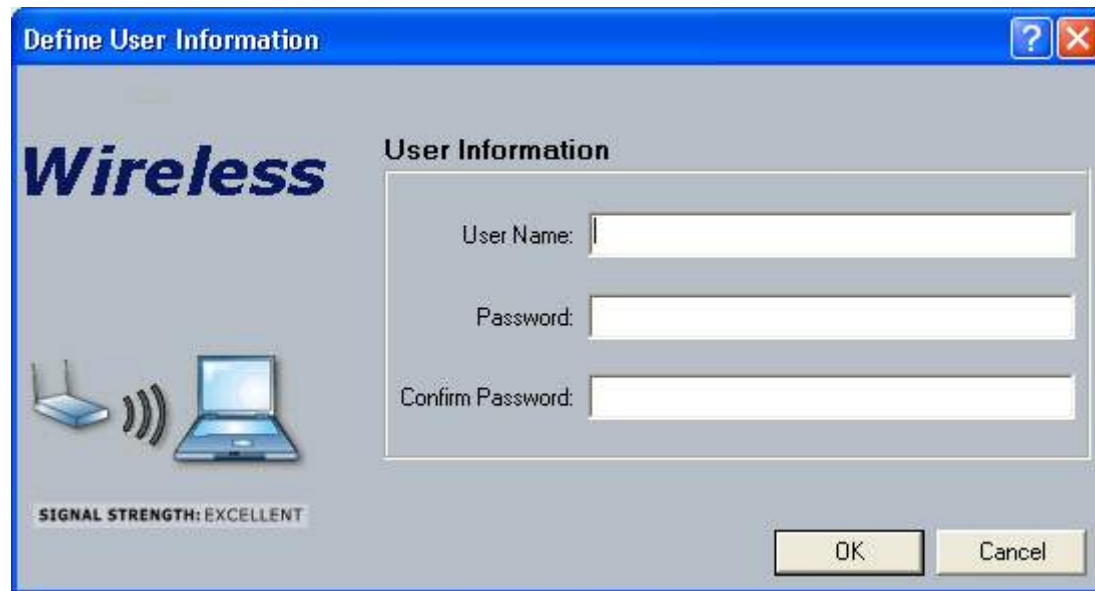 Define User Information
Wireless
User Information
User Name:
Password:
Confirm Password:
SIGNAL STRENGTH: EXCELLENT
OK
Cancel